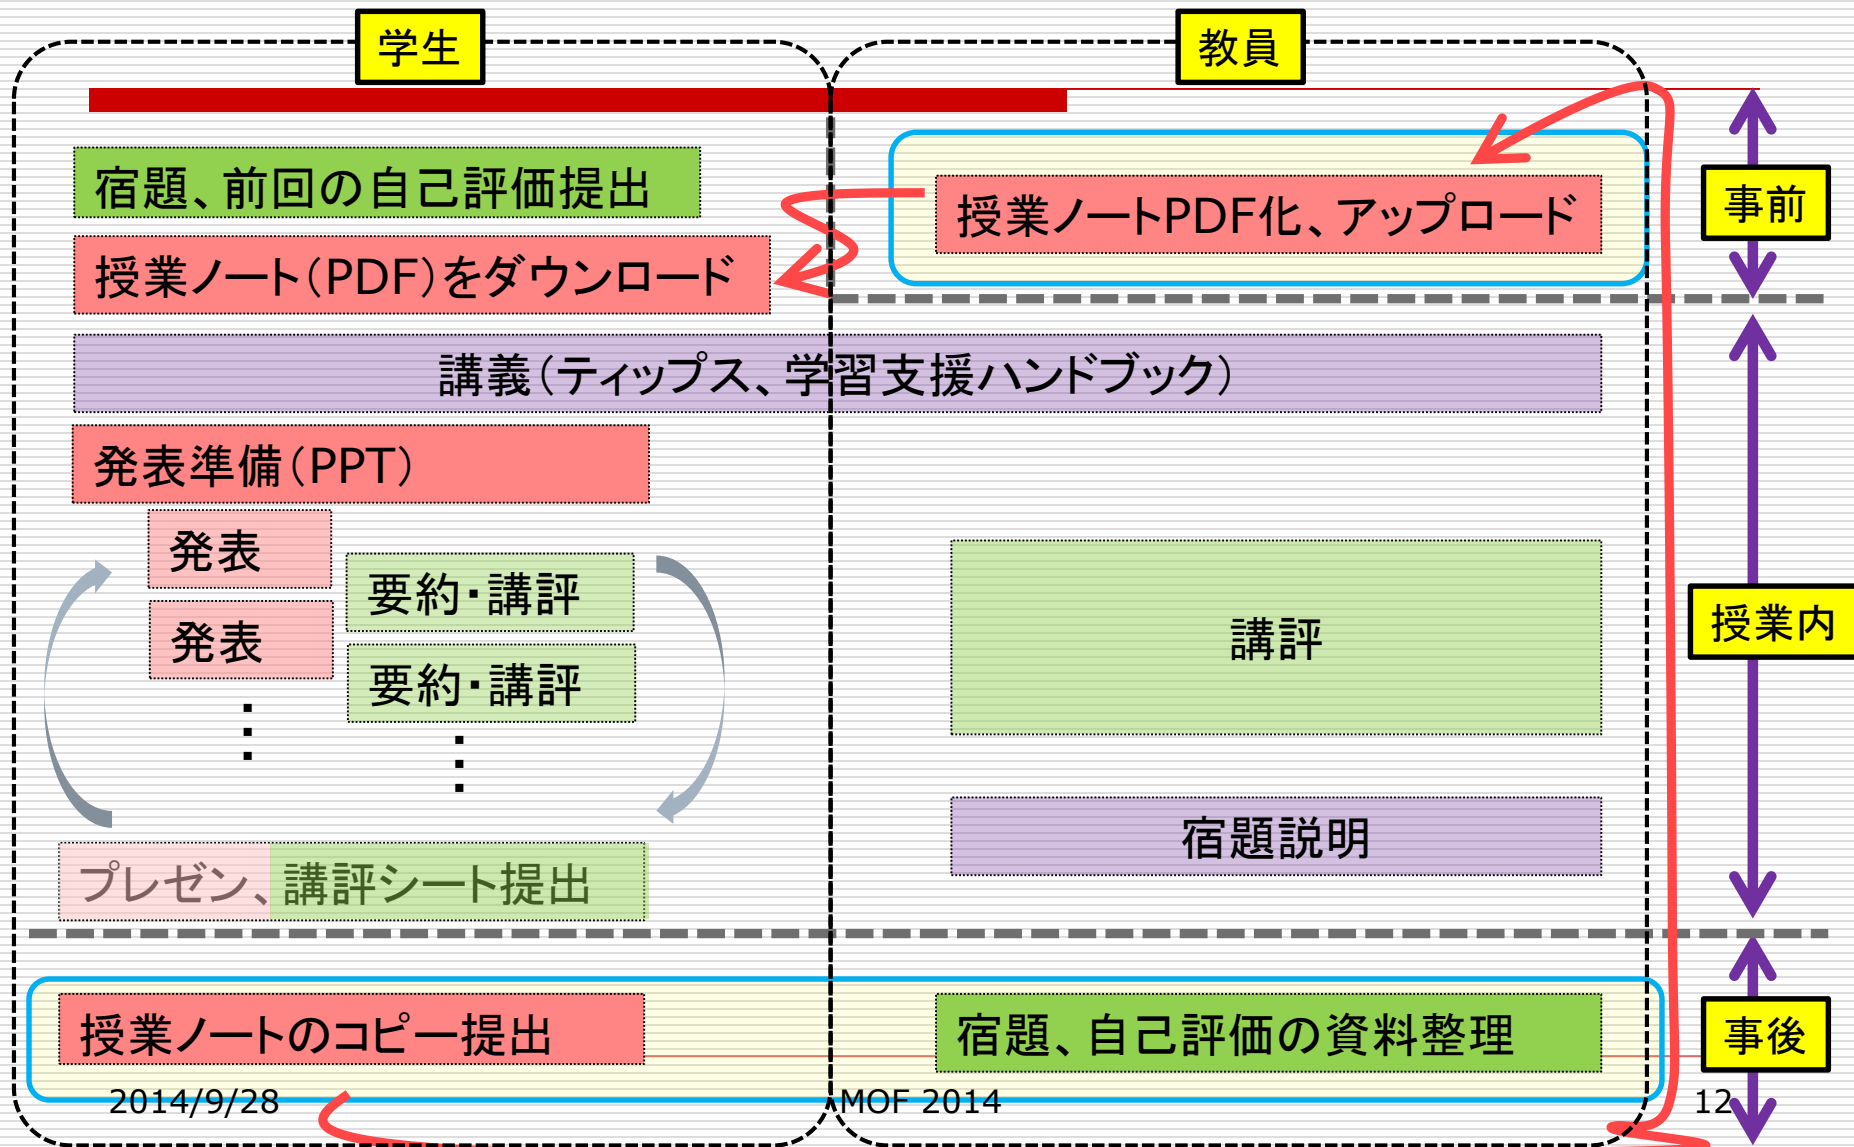 学生
教員
宿題、前回の自己評価提出
授業ノートPDF化、アップロード
事前
授業ノート(PDF)をダウンロード
講義(ティップス、学習支援ハンドブック)
発表準備(PPT)
発表
要約・講評
発表
要約・講評
⋮
⋮
講評
授業内
宿題説明
プレゼン、講評シート提出
授業ノートのコピー提出
宿題、自己評価の資料整理
事後
2014/9/28
MOF 2014
12